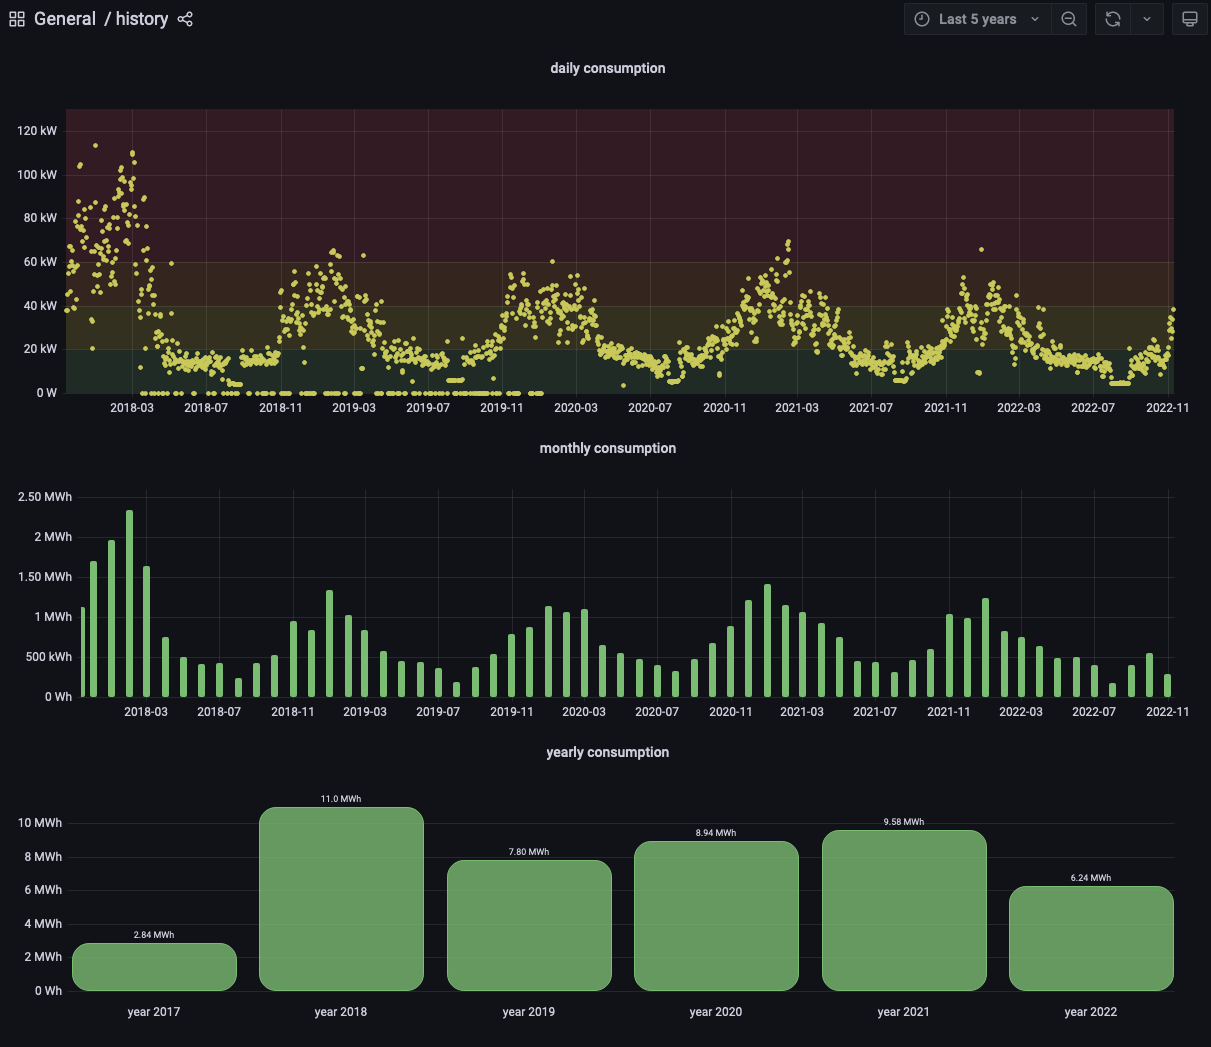 General / history
Last 5 years
daily consumption
120 kW
100 kW
80 kW
60 kW
40 kW
20 kW
0 W
2018-03 2018-07 2018-11 2019-03 2019-07 2019-11 2020-03 2020-07 2020-11 2021-03 2021-07 2021-11 2022-03 2022-07 2022-11
monthly consumption
2.50 MWh
2 MWh
1.50 MWh
1 MWh
500 kWh
0 Wh
2018-03 2018-07 2018-11 2019-03 2019-07 2019-11 2020-03 2020-07 2020-11 2021-03 2021-07 2021-11 2022-03 2022-07 2022-11
yearly consumption
10 MWh
8 MWh
6 MWh
4 MWh
2 MWh
0 Wh
2.84 MWh
11.0 MWh
7.80 MWh
8.94 MWh
9.58 MWh
6.24 MWh
year 2017 year 2018 year 2019 year 2020 year 2021 year 2022